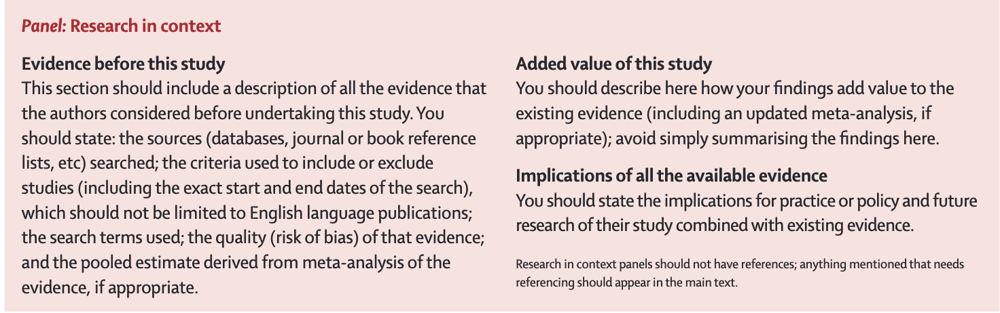 Panel: Research in context
Evidence before this study
This section should include a description of all the evidence that
the authors considered before undertaking this study. You
should state: the sources (databases, journal or book reference
lists, etc) searched; the criteria used to include or exclude
studies (including the exact start and end dates of the search),
which should not be limited to English language publications;
the search terms used; the quality (risk of bias) of that evidence;
and the pooled estimate derived from meta-analysis of the
evidence, if appropriate.
Added value of this study
You should describe here how your findings add value to the
existing evidence (including an updated meta-analysis, if
appropriate); avoid simply summarising the findings here.
Implications of all the available evidence
You should state the implications for practice or policy and future
research of their study combined with existing evidence.
Research in context panels should not have references; anything mentioned that needs
referencing should appear in the main text.